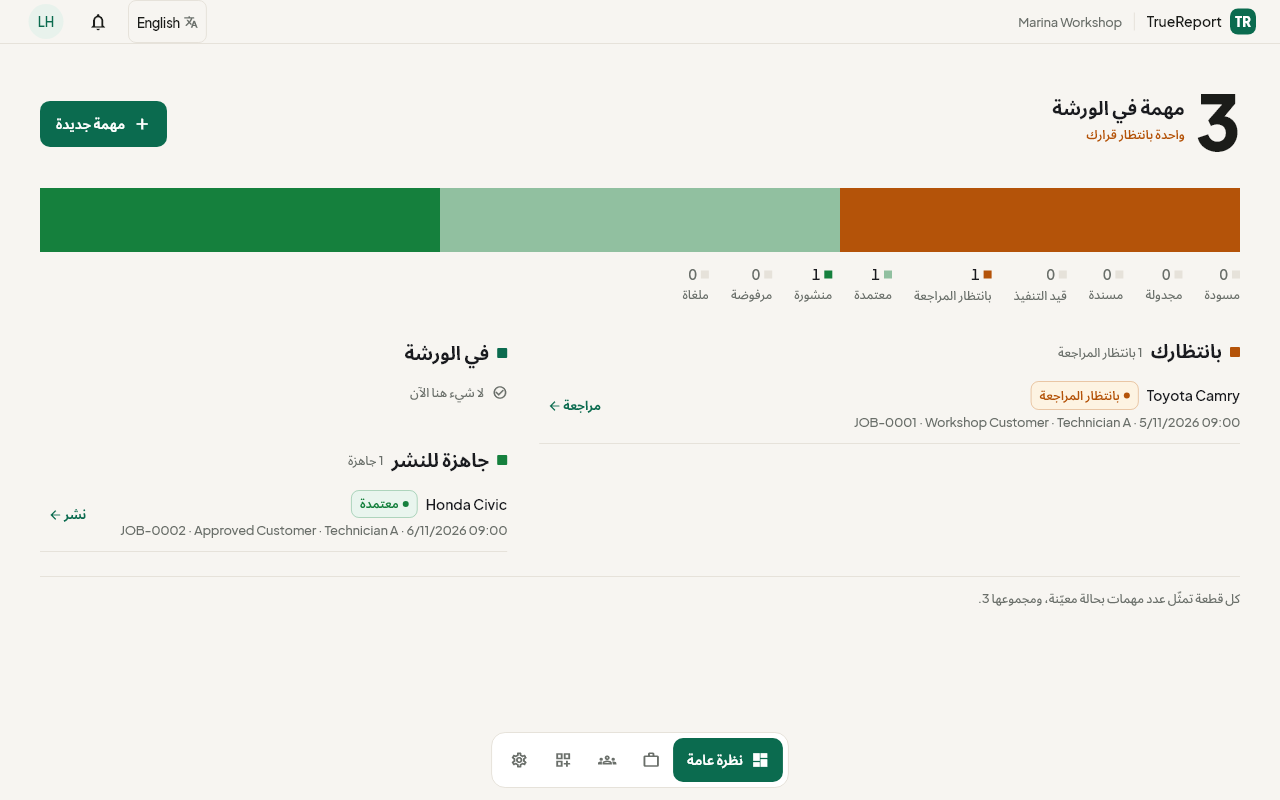 TR TrueReport Marina Workshop
English LH
3
مهمة في الورشة
واحدة بانتظار قرارك
مهمة جديدة
0 0 0 0 1 1 1 0 0
مسودة مجدولة مسندة قيد التنفيذ بانتظار المراجعة معتمدة منشورة مرفوضة ملغاة
بانتظارك 1 بانتظار المراجعة
Toyota Camry بانتظار المراجعة
JOB-0001 · Workshop Customer · Technician A · 5/11/2026 09:00
مراجعة ←
في الورشة
لا شيء هنا الآن
جاهزة للنشر 1 جاهزة
Honda Civic معتمدة
JOB-0002 · Approved Customer · Technician A · 6/11/2026 09:00
نشر ←
كل قطعة تمثّل عدد مهمات بحالة معيّنة، ومجموعها 3.
نظرة عامة